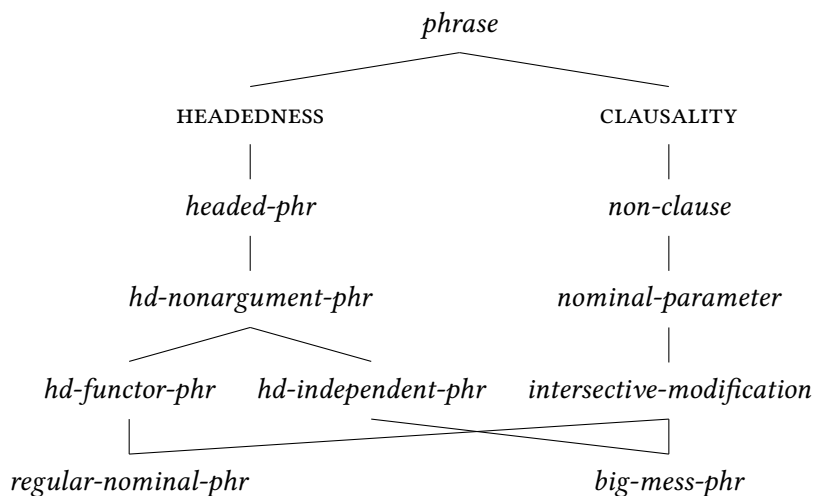 phrase
HEADEDNESS CLAUSALITY
headed-phr non-clause
hd-nonargument-phr nominal-parameter
hd-functor-phr hd-independent-phr intersective-modification
regular-nominal-phr big-mess-phr